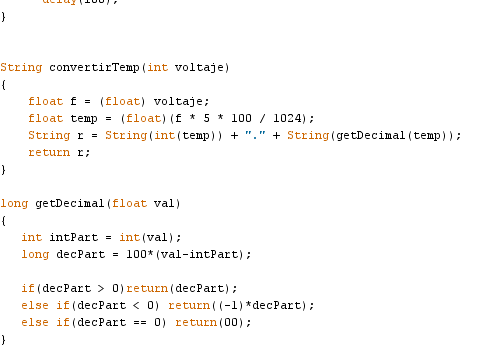 }
String convertirTemp(int voltaje)
{
float f = (float) voltaje;
float temp = (float)(f * 5 * 100 / 1024);
String r = String(int(temp)) + "." + String(getDecimal(temp));
return r;
}
long getDecimal(float val)
{
int intPart = int(val);
long decPart = 100*(val-intPart);
if(decPart > 0)return(decPart);
else if(decPart < 0) return((-1)*decPart);
else if(decPart == 0) return(00);
}